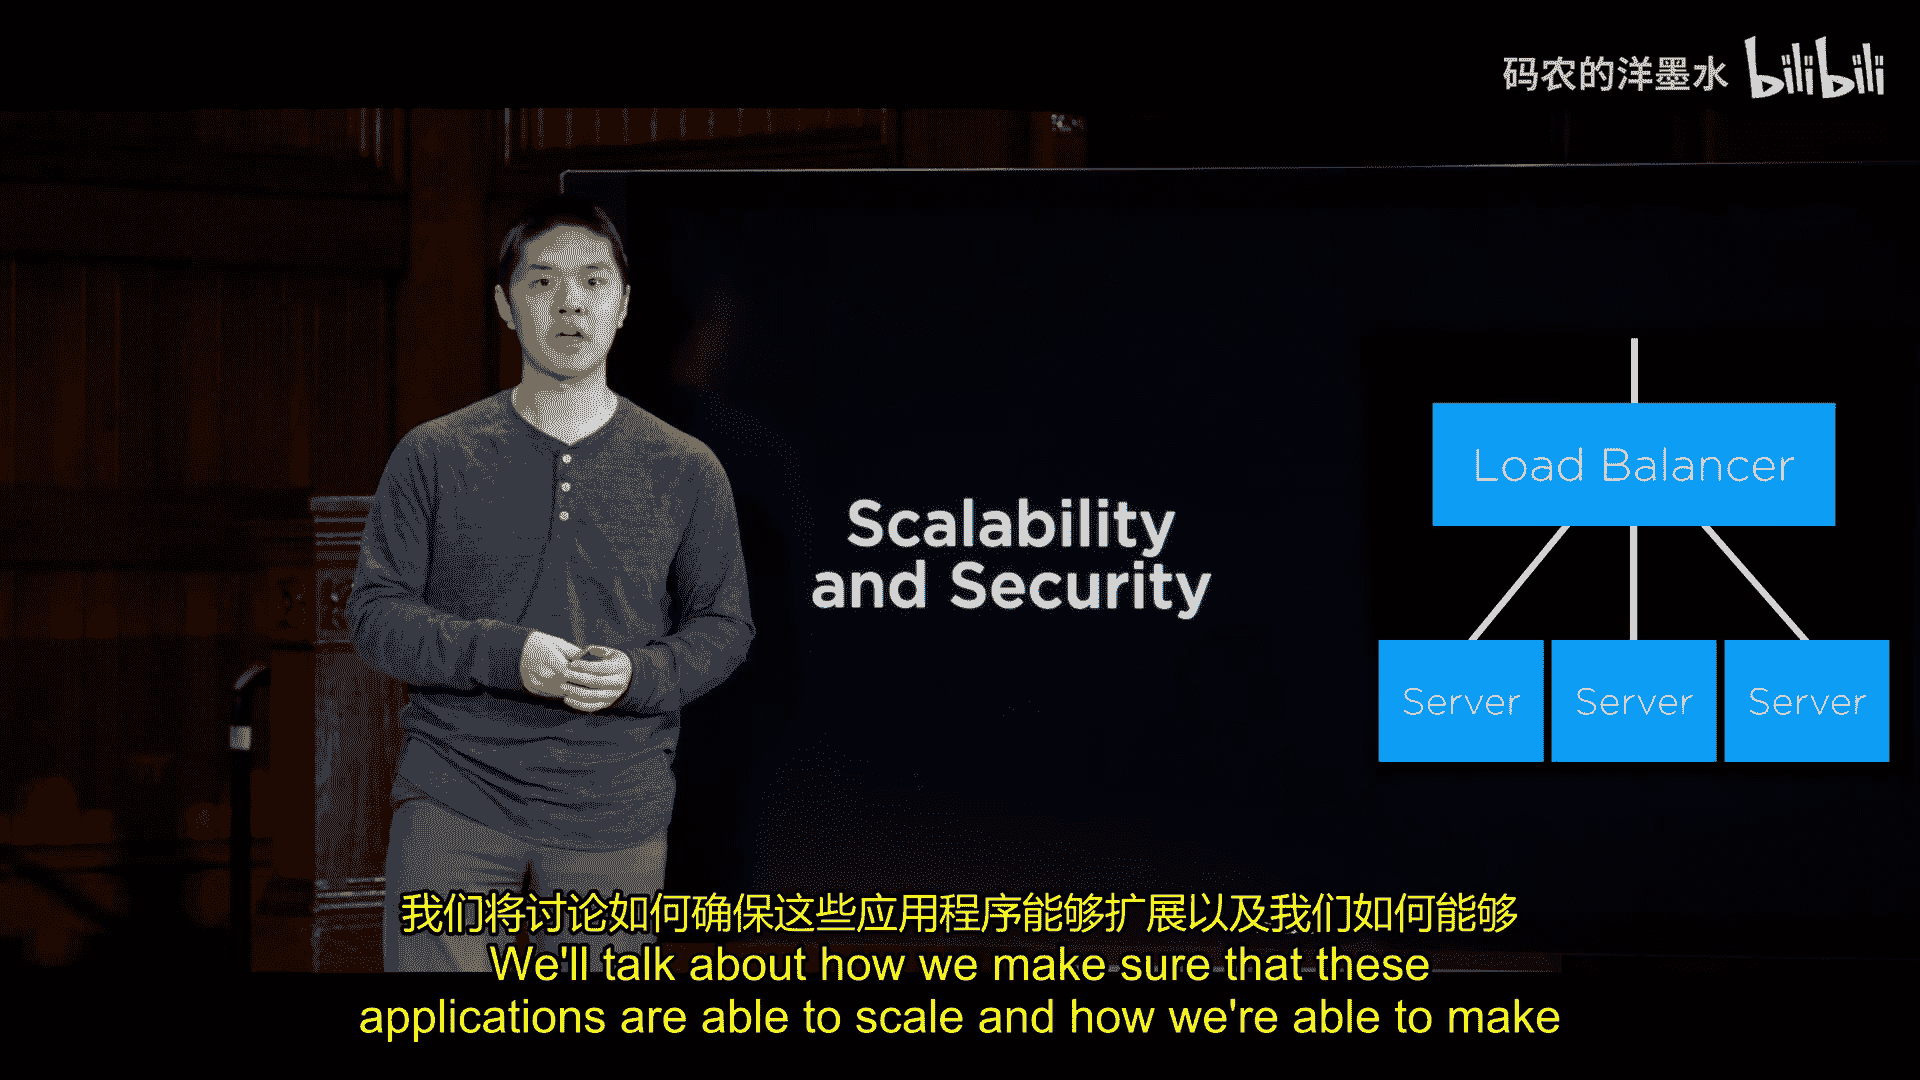 码农的洋墨水 bilibili
Scalability
and Security
Load Balancer
Server Server Server
我们将讨论如何确保这些应用程序能够扩展以及我们如何能够
We'll talk about how we make sure that these
applications are able to scale and how we're able to make